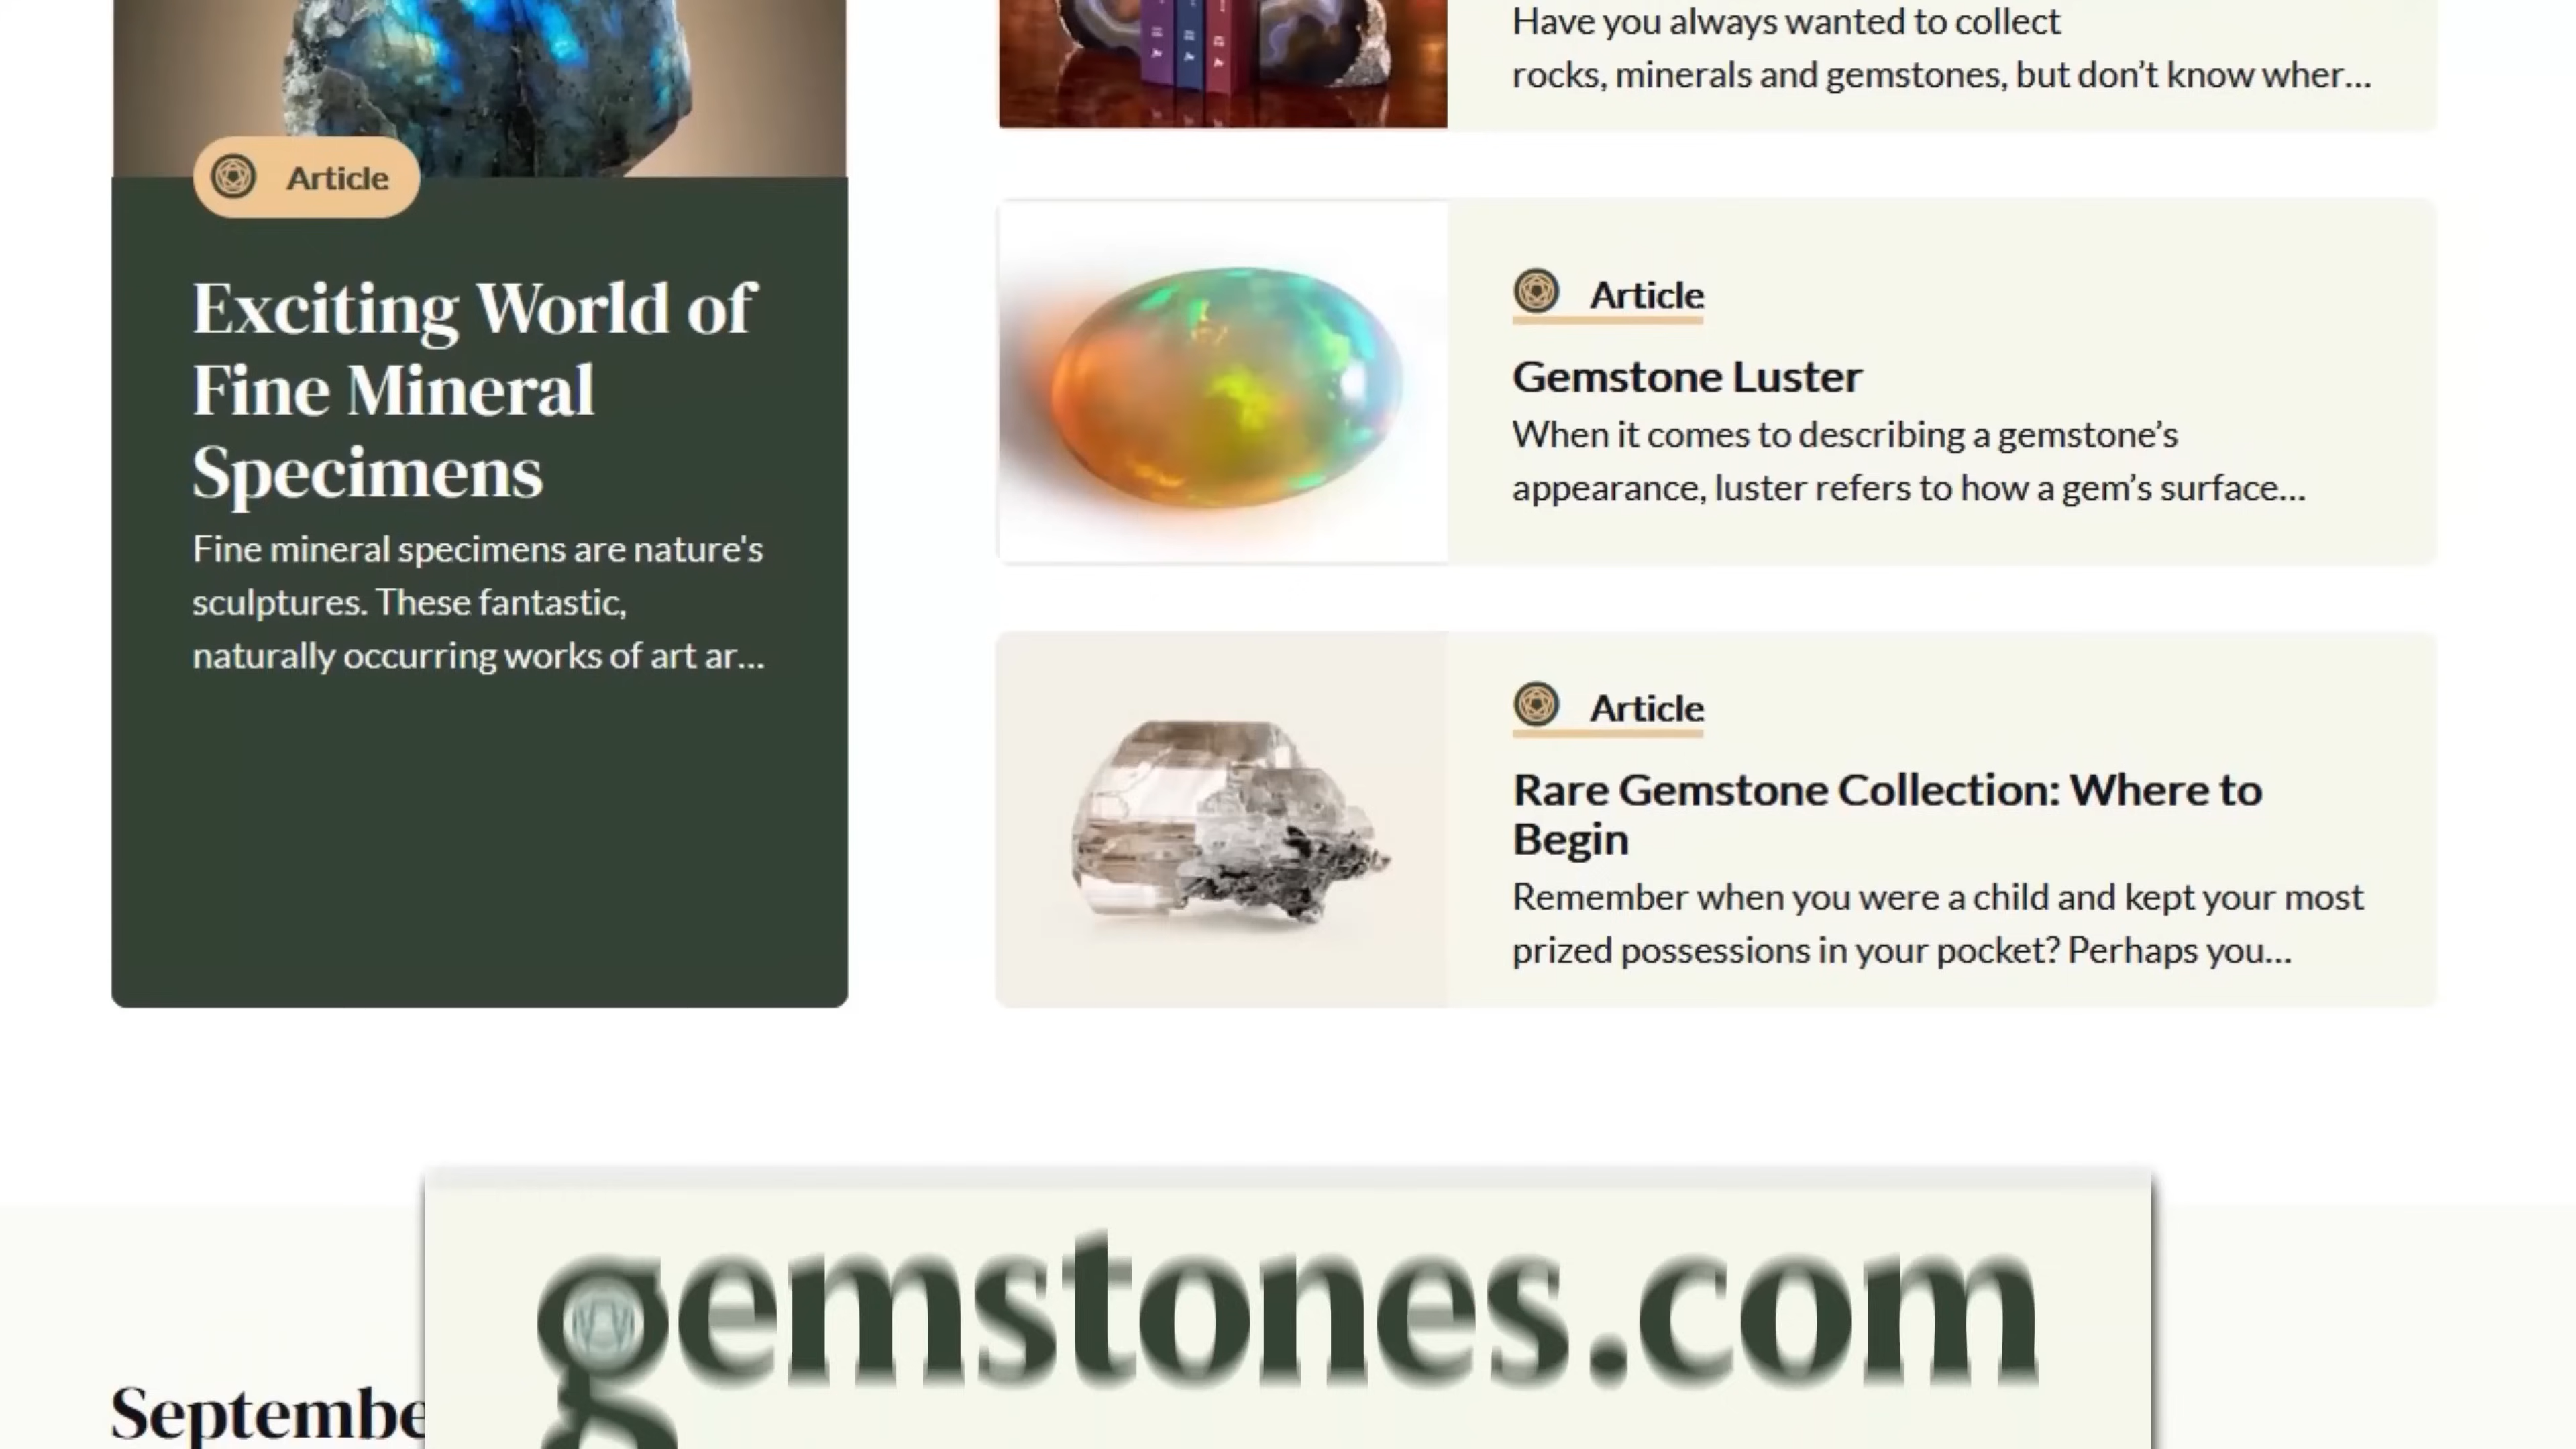 Article
Exciting World of
Fine Mineral
Specimens
Fine mineral specimens are nature's
sculptures. These fantastic,
naturally occurring works of art ar...
Have you always wanted to collect
rocks, minerals and gemstones, but don’t know wher...
Article
Gemstone Luster
When it comes to describing a gemstone’s
appearance, luster refers to how a gem’s surface...
Article
Rare Gemstone Collection: Where to
Begin
Remember when you were a child and kept your most
prized possessions in your pocket? Perhaps you...
gemstones.com
Septembe